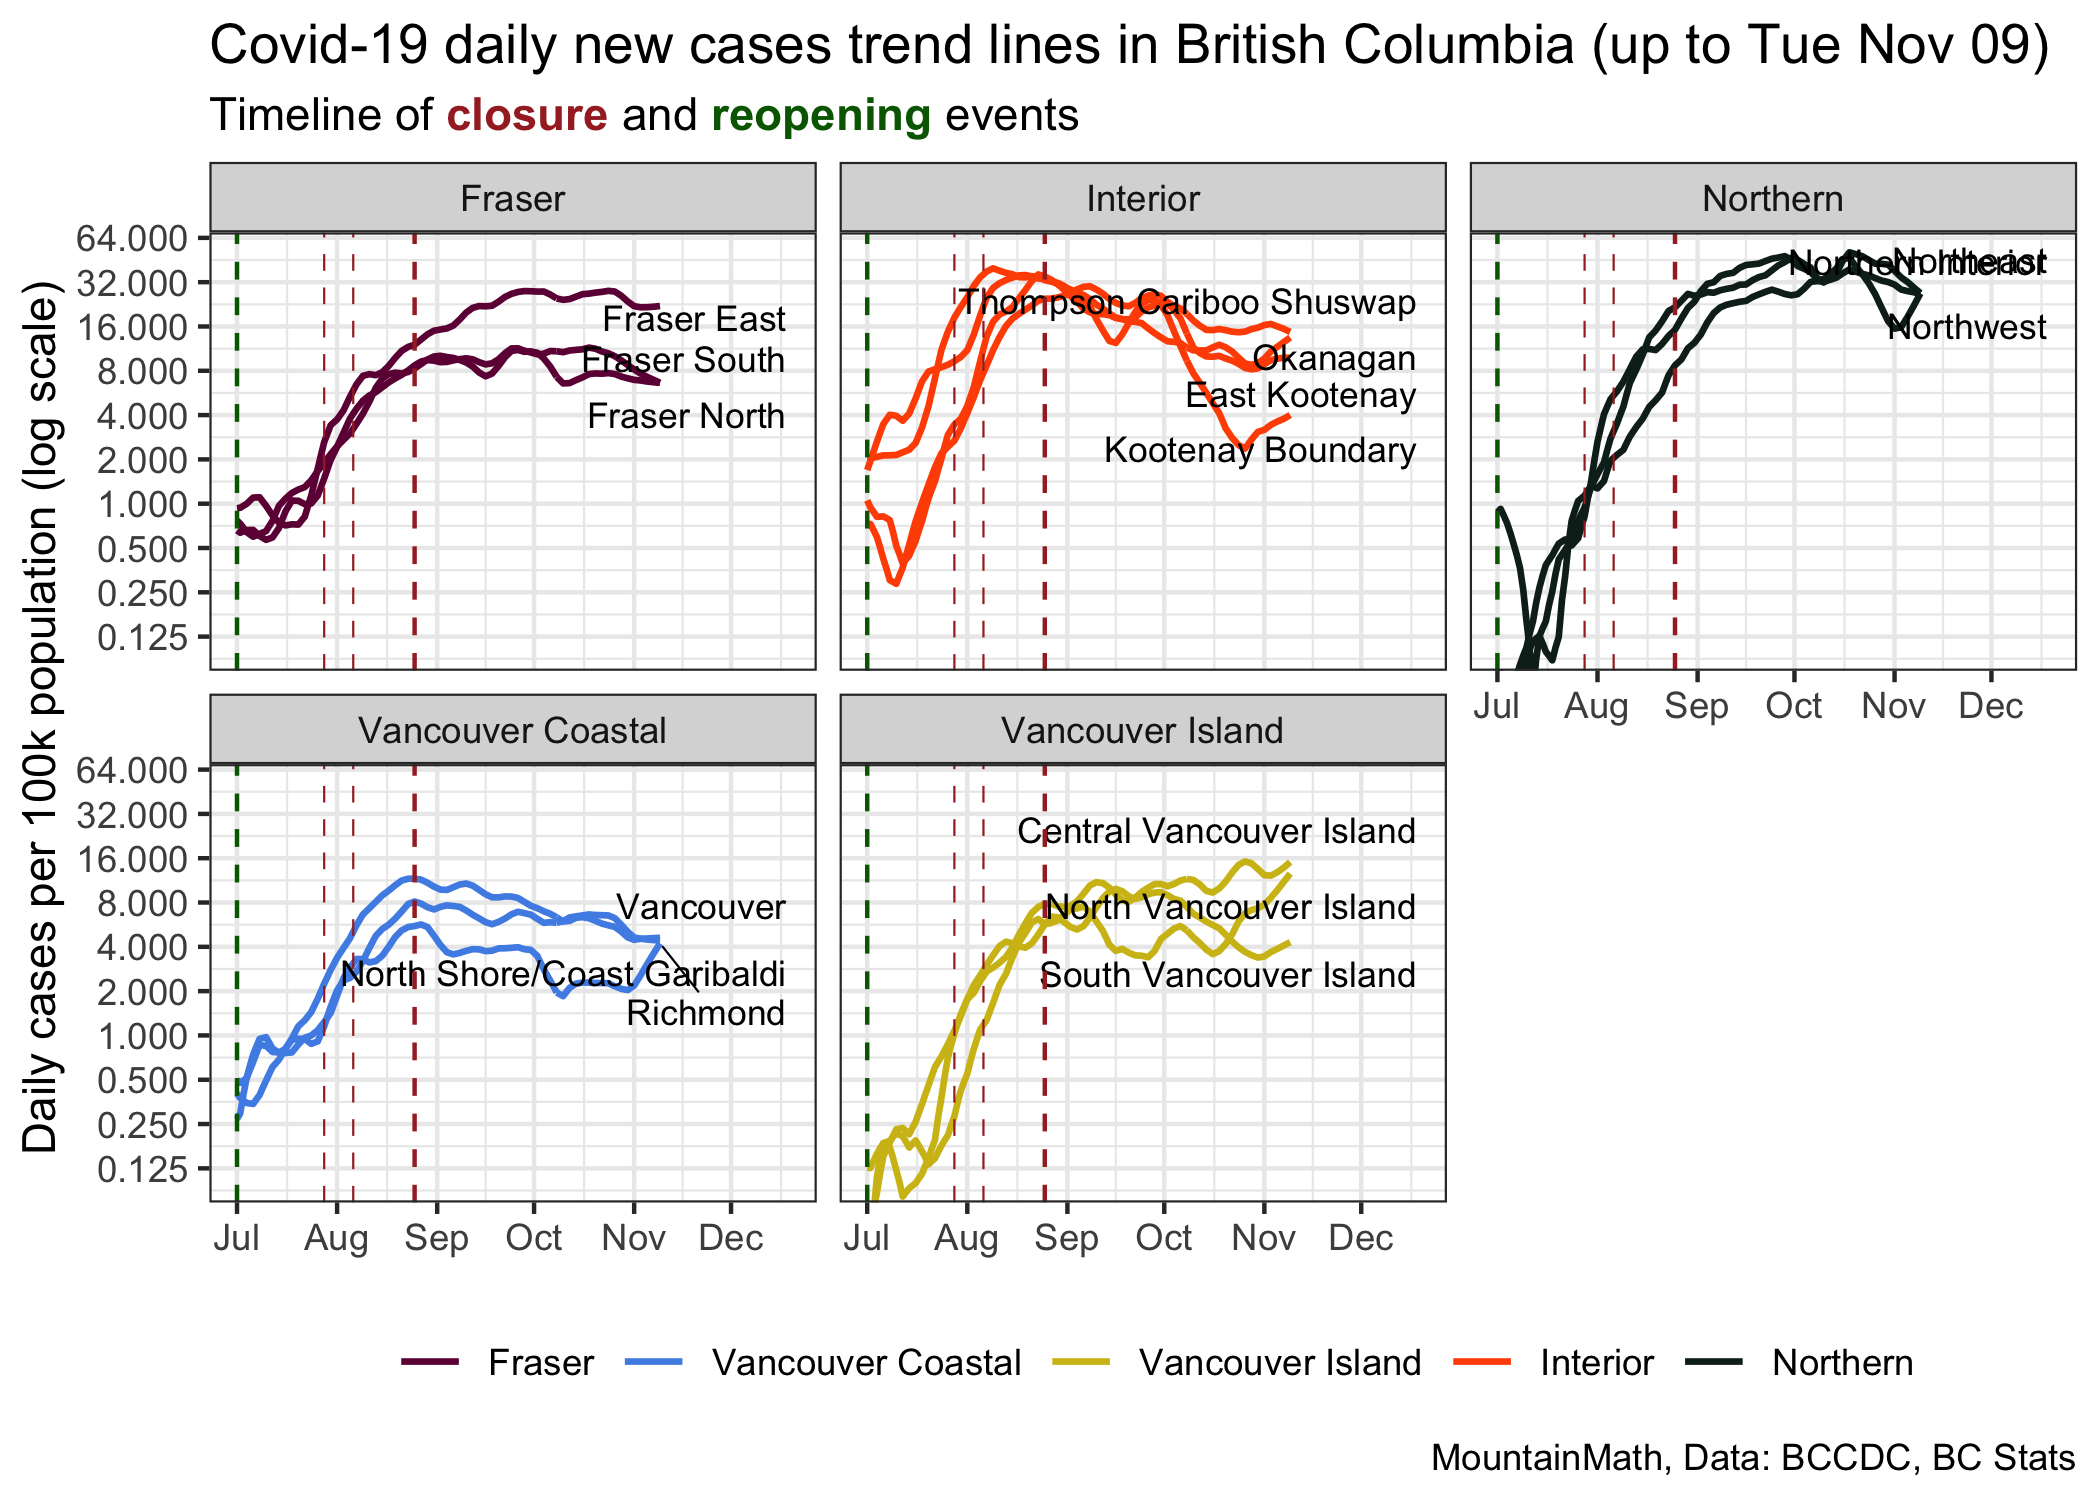 Covid-19 daily new cases trend lines in British Columbia (up to Tue Nov 09)
Timeline of closure and reopening events
Daily cases per 100k population (log scale)
Fraser
64.000
32.000
16.000
8.000
4.000
2.000
1.000
0.500
0.250
0.125
Fraser East
Fraser South
Fraser North
Interior
Thompson Cariboo Shuswap
Okanagan
East Kootenay
Kootenay Boundary
Northern
Northern Interior
Northeast
Northwest
Jul Aug Sep Oct Nov Dec
Vancouver Coastal
64.000
32.000
16.000
8.000
4.000
2.000
1.000
0.500
0.250
0.125
Vancouver
North Shore/Coast Garibaldi
Richmond
Jul Aug Sep Oct Nov Dec
Vancouver Island
Central Vancouver Island
North Vancouver Island
South Vancouver Island
Jul Aug Sep Oct Nov Dec
Fraser Vancouver Coastal Vancouver Island Interior Northern
MountainMath, Data: BCCDC, BC Stats